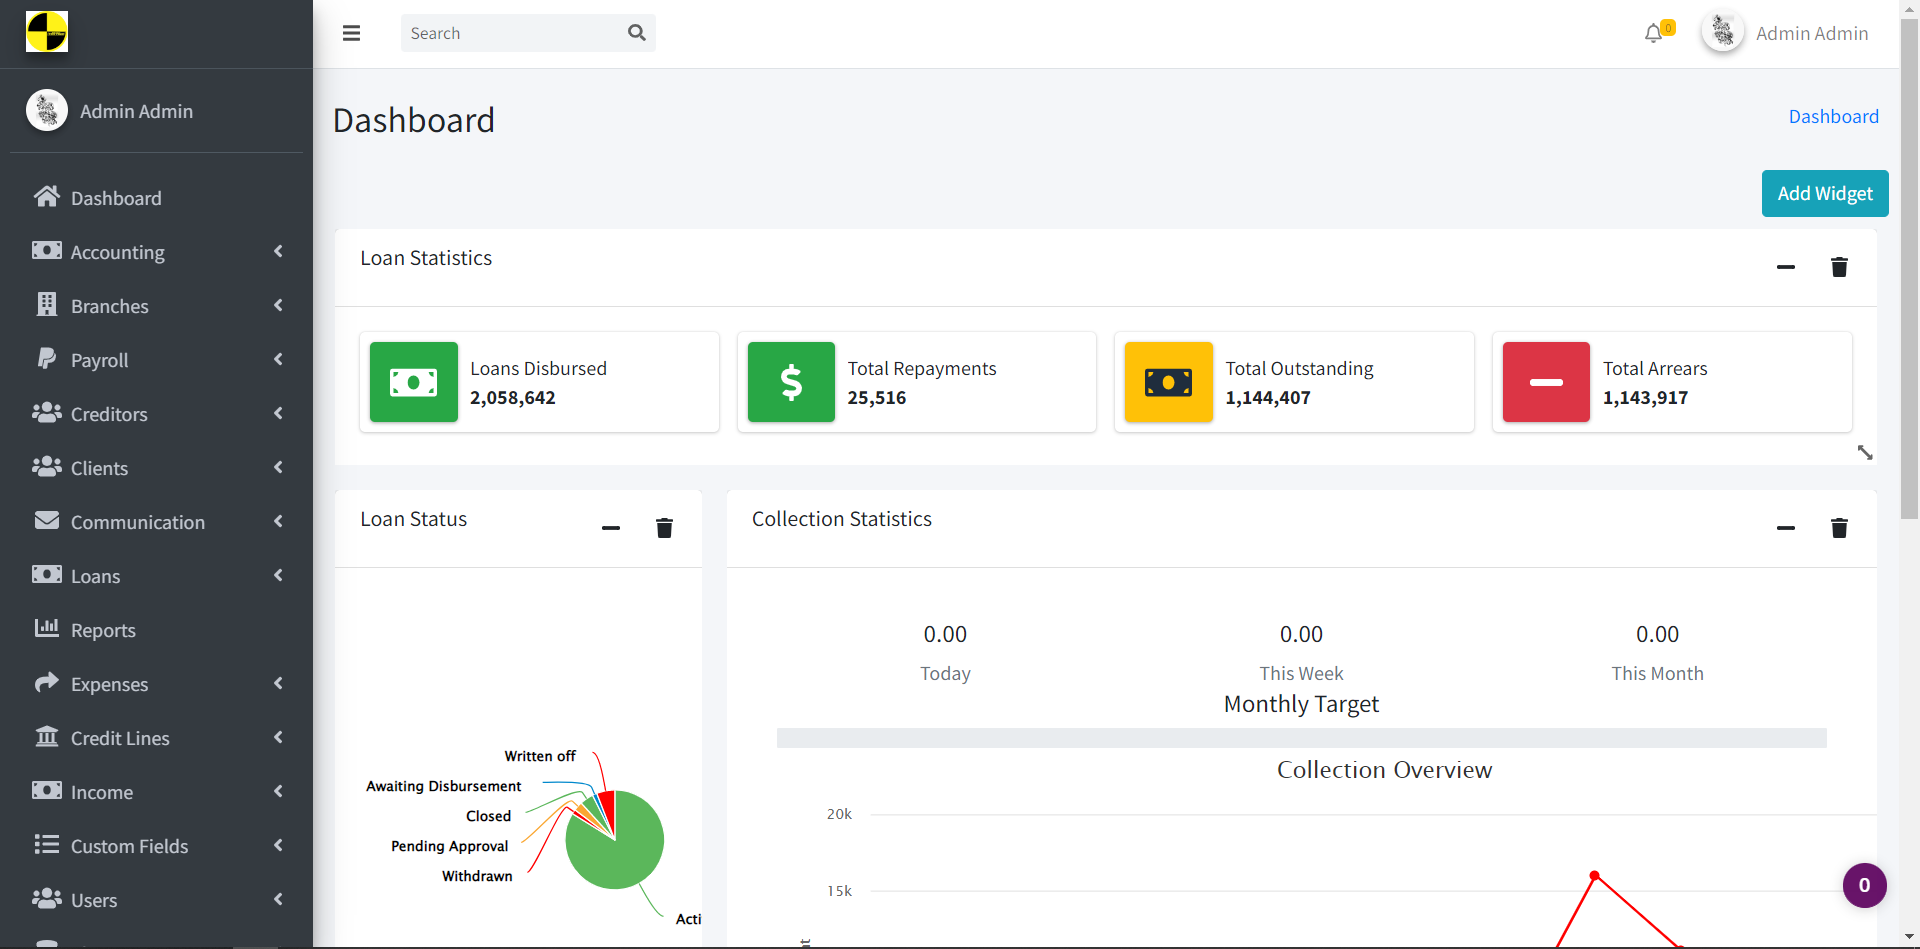 Search
0
Admin Admin
Admin Admin
Dashboard
Accounting
Branches
Payroll
Creditors
Clients
Communication
Loans
Reports
Expenses
Credit Lines
Income
Custom Fields
Users
Dashboard
Dashboard
Add Widget
Loan Statistics
Loans Disbursed
2,058,642
Total Repayments
25,516
Total Outstanding
1,144,407
Total Arrears
1,143,917
Loan Status
Written off
Awaiting Disbursement
Closed
Pending Approval
Withdrawn
Acti
Collection Statistics
0.00
Today
0.00
This Week
0.00
This Month
Monthly Target
Collection Overview
20k
15k
0